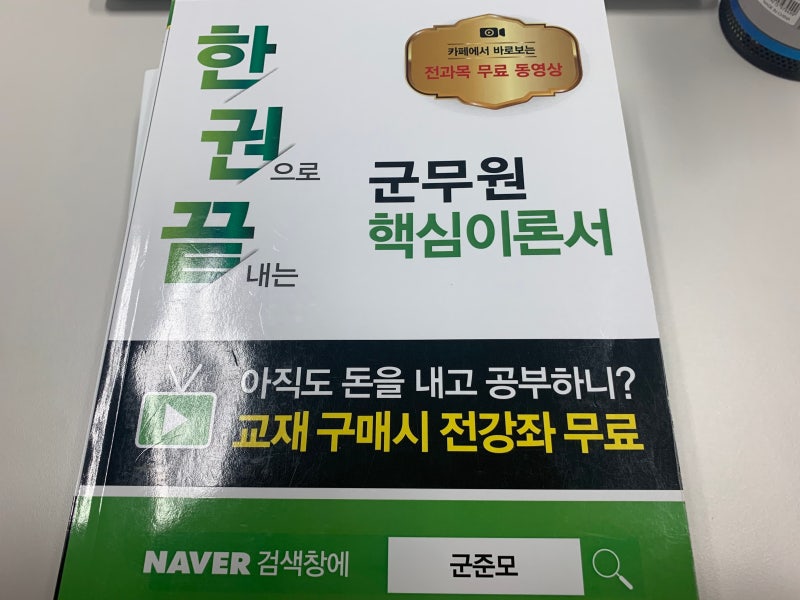 한
권으로
끝내는
카페에서 바로보는
전과목 무료 동영상
군무원
핵심이론서
아직도 돈을 내고 공부하니?
교재 구매시 전강좌 무료
NAVER 검색창에 군준모